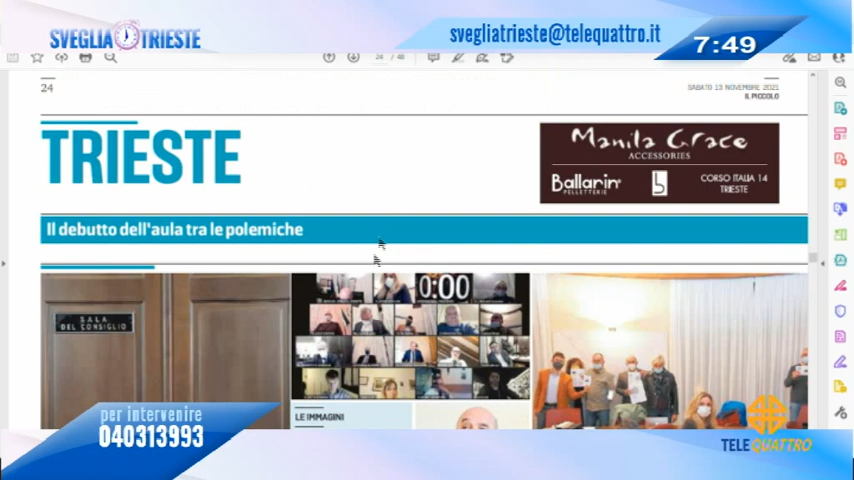 SVEGLIA TRIESTE
svegliatrieste@telequattro.it
7:49
24 / 48
24
SABATO 13 NOVEMBRE 2021
IL PICCOLO
TRIESTE
Manila Grace
ACCESSORIES
Ballarin
PELLETTERIE
CORSO ITALIA 14
TRIESTE
Il debutto dell'aula tra le polemiche
SALA
DEL CONSIGLIO
0:00
LE IMMAGINI
per intervenire
040313993
TELEQUATTRO